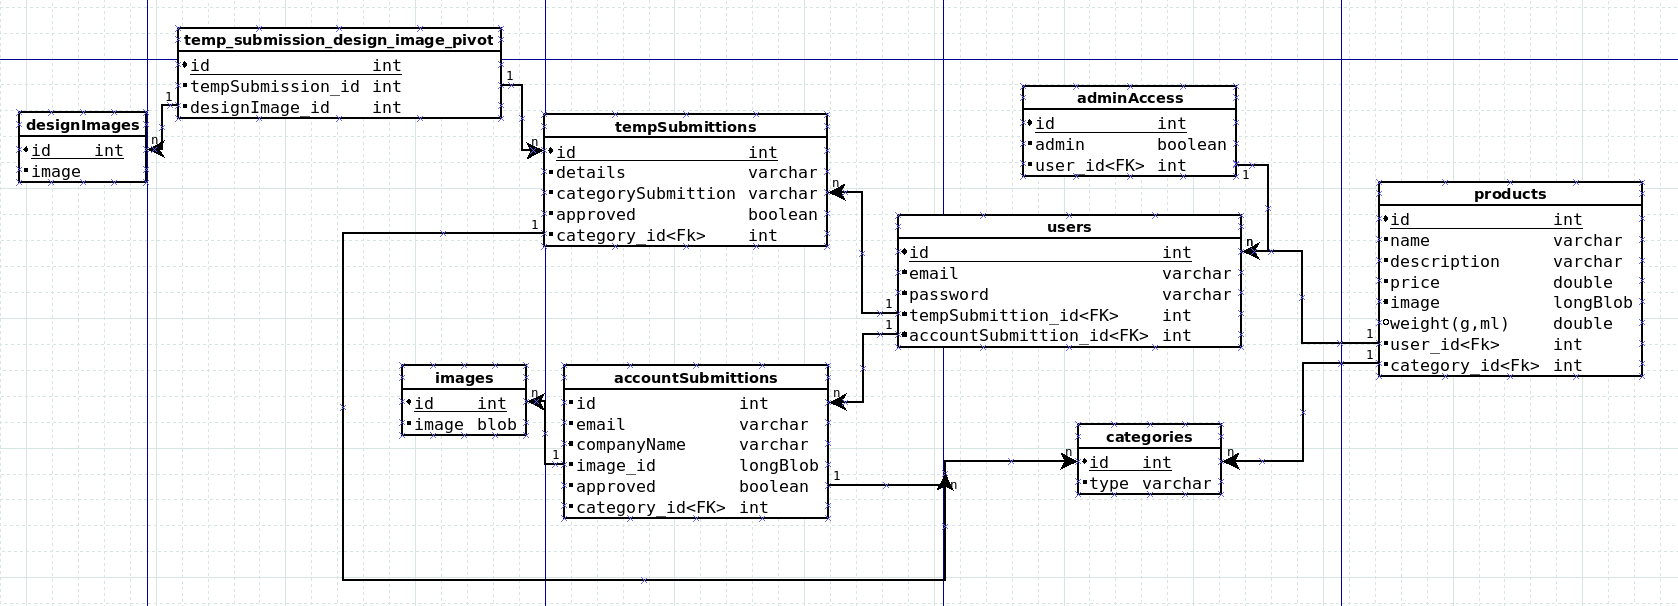 temp_submission_design_image_pivot
id int
tempSubmission_id int
designImage_id int
1
1
n
n
designImages
id int
image
tempSubmittions
id int
details varchar
categorySubmittion varchar
approved boolean
category_id<Fk> int
n
1
adminAccess
id int
admin boolean
user_id<FK> int
1
users
id int
email varchar
password varchar
tempSubmittion_id<FK> int
accountSubmittion_id<FK> int
n
1
1
products
id int
name varchar
description varchar
price double
image longBlob
weight(g,ml) double
user_id<Fk> int
category_id<Fk> int
1
1
images
id int
image blob
n
accountSubmittions
id int
email varchar
companyName varchar
image_id longBlob
approved boolean
category_id<FK> int
n
1
1
n
categories
id int
type varchar
n
n